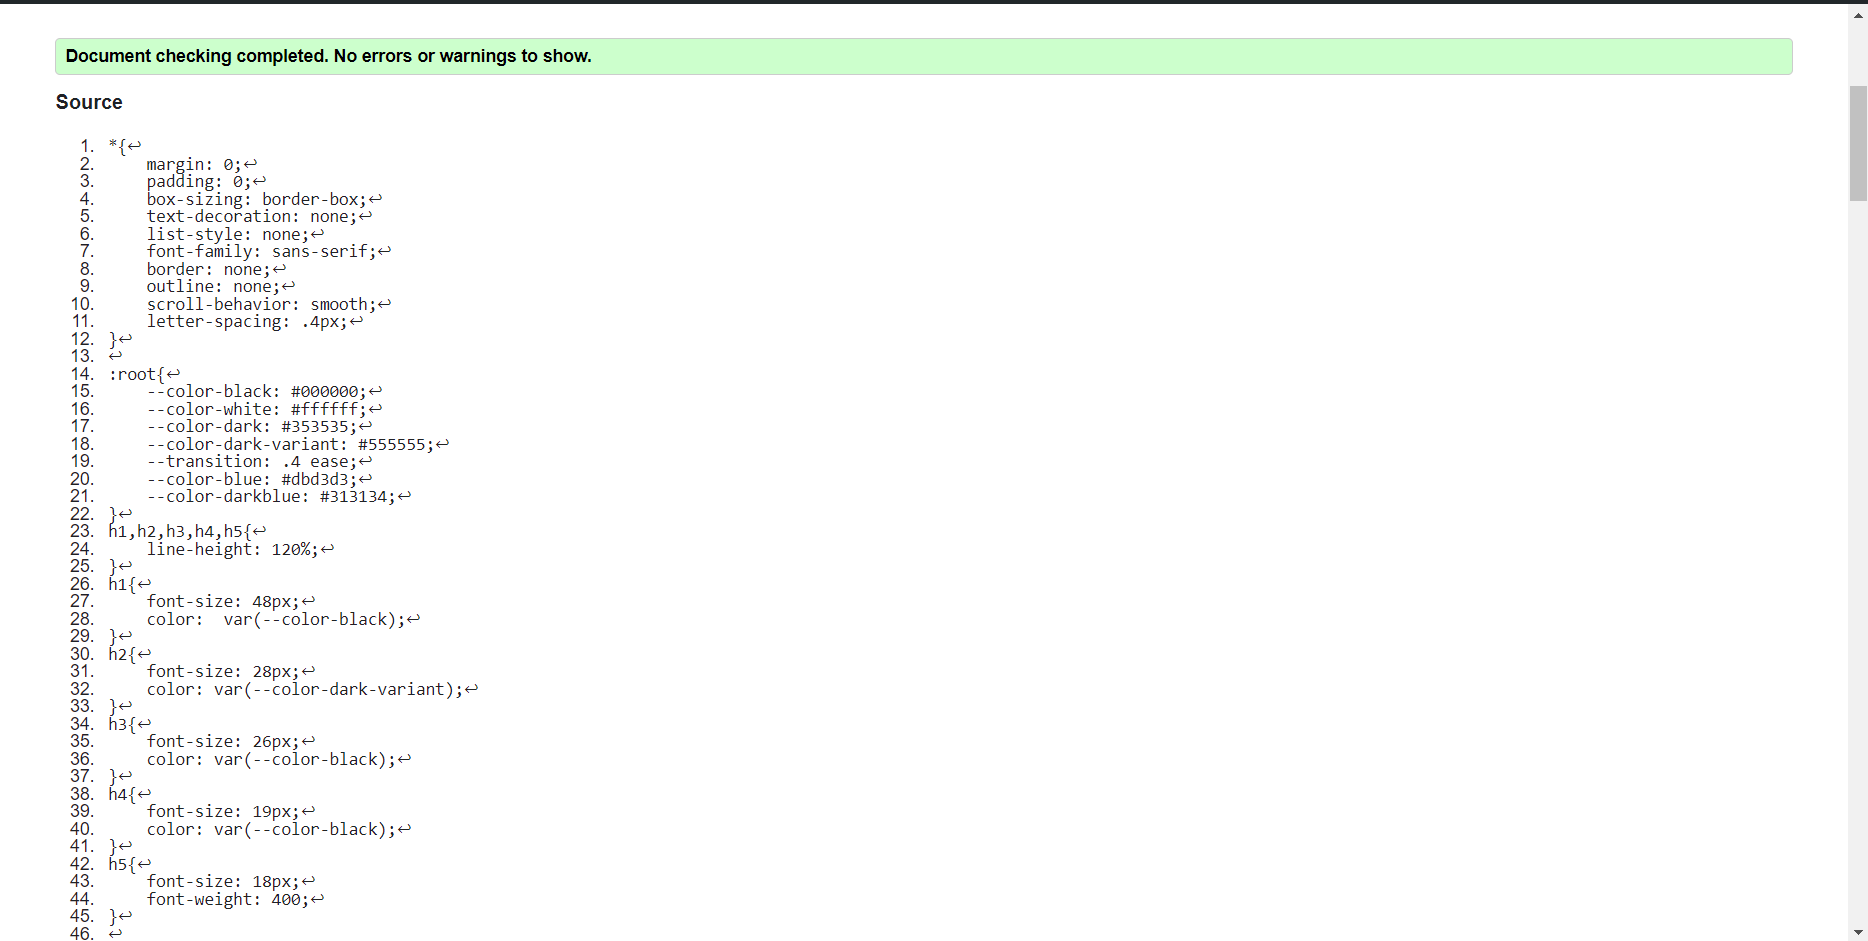 Document checking completed. No errors or warnings to show.
Source
1. *{↩
2.     margin: 0;↩
3.     padding: 0;↩
4.     box-sizing: border-box;↩
5.     text-decoration: none;↩
6.     list-style: none;↩
7.     font-family: sans-serif;↩
8.     border: none;↩
9.     outline: none;↩
10.     scroll-behavior: smooth;↩
11.     letter-spacing: .4px;↩
12. }↩
13. ↩
14. :root{↩
15.     --color-black: #000000;↩
16.     --color-white: #ffffff;↩
17.     --color-dark: #353535;↩
18.     --color-dark-variant: #555555;↩
19.     --transition: .4 ease;↩
20.     --color-blue: #dbd3d3;↩
21.     --color-darkblue: #313134;↩
22. }↩
23. h1,h2,h3,h4,h5{↩
24.     line-height: 120%;↩
25. }↩
26. h1{↩
27.     font-size: 48px;↩
28.     color:  var(--color-black);↩
29. }↩
30. h2{↩
31.     font-size: 28px;↩
32.     color: var(--color-dark-variant);↩
33. }↩
34. h3{↩
35.     font-size: 26px;↩
36.     color: var(--color-black);↩
37. }↩
38. h4{↩
39.     font-size: 19px;↩
40.     color: var(--color-black);↩
41. }↩
42. h5{↩
43.     font-size: 18px;↩
44.     font-weight: 400;↩
45. }↩
46. ↩